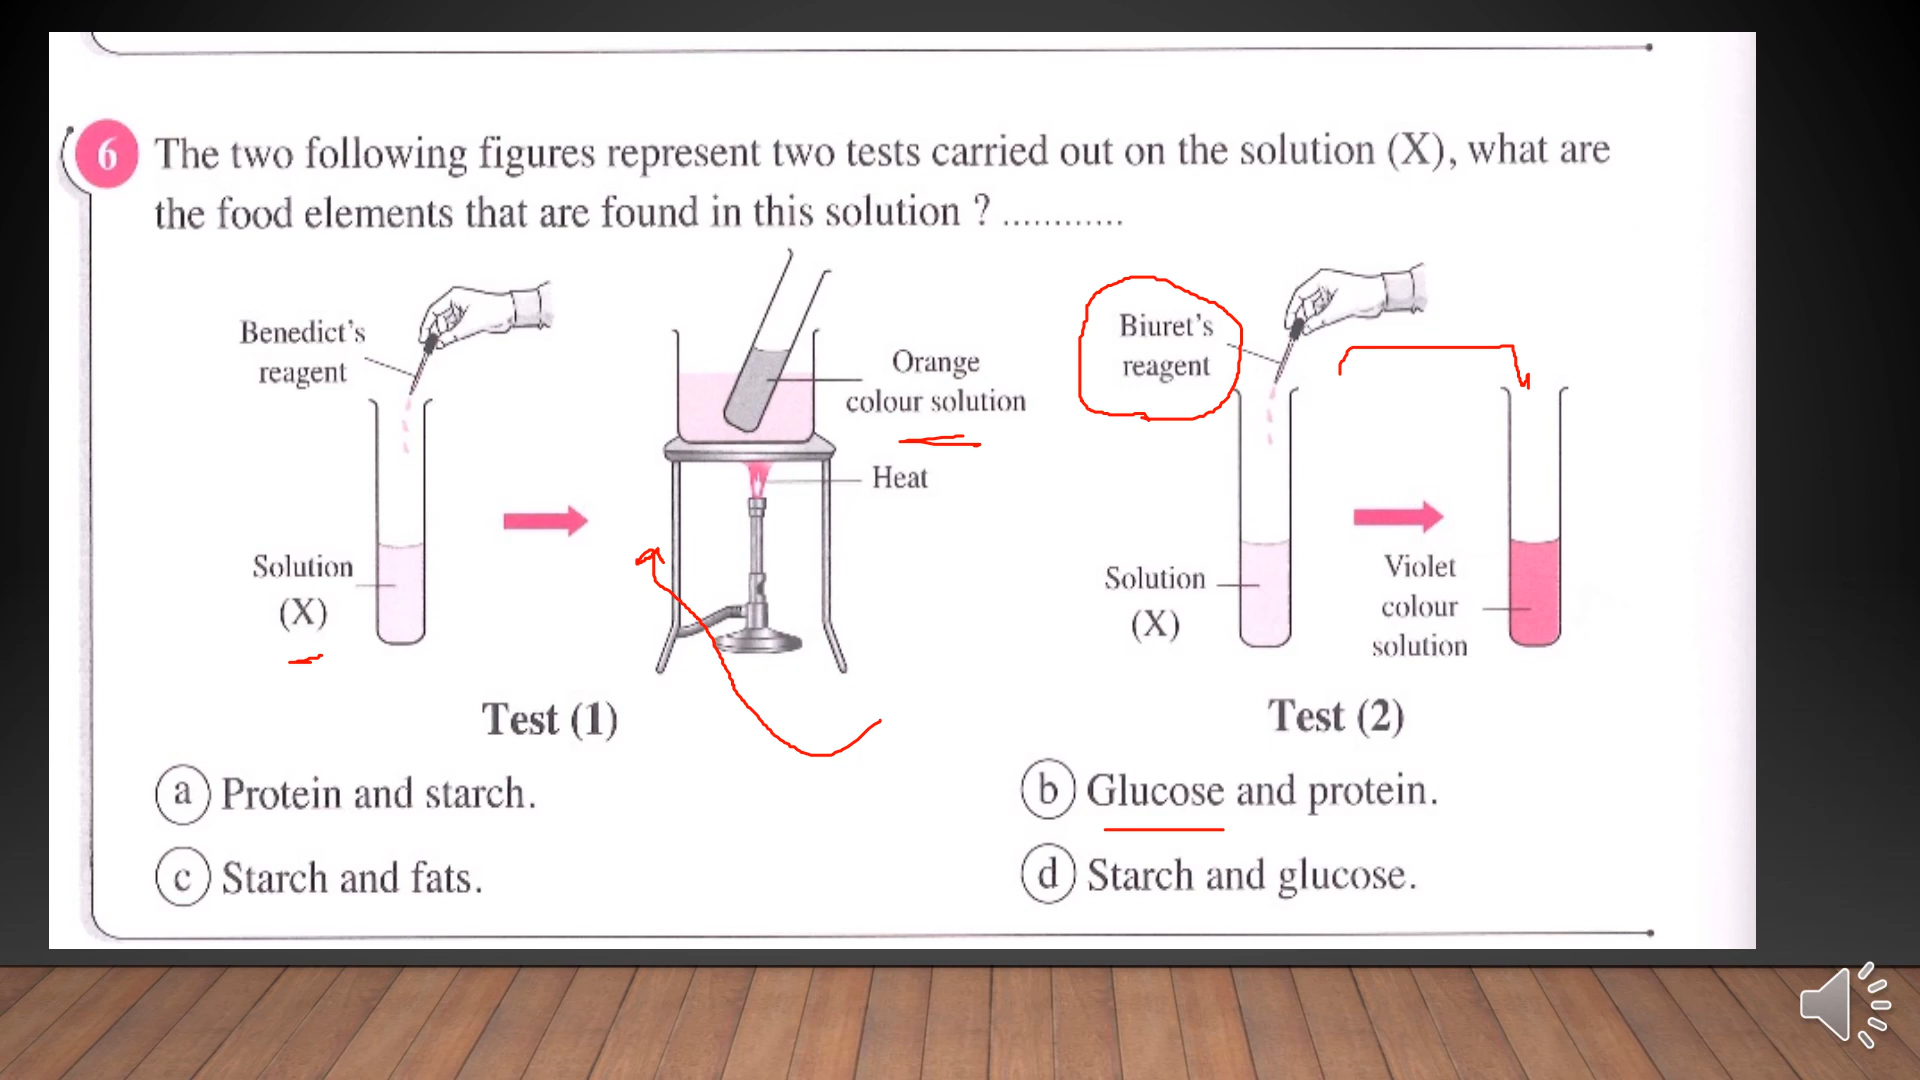 6 The two following figures represent two tests carried out on the solution (X), what are
the food elements that are found in this solution ? ............
Benedict's
reagent
Orange
colour solution
Heat
Solution
(X)
Test (1)
Biuret's
reagent
Solution
(X)
Violet
colour
solution
Test (2)
a Protein and starch.
b Glucose and protein.
c Starch and fats.
d Starch and glucose.